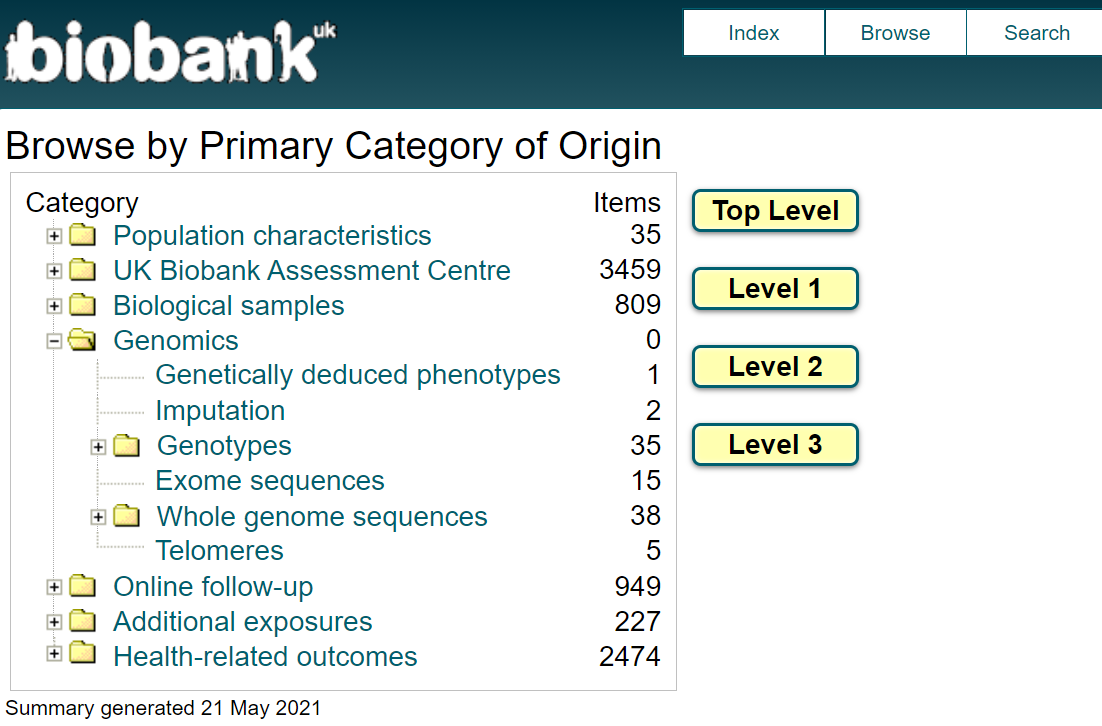 biobank uk
Index Browse Search
Browse by Primary Category of Origin
Category Items
Population characteristics 35
UK Biobank Assessment Centre 3459
Biological samples 809
Genomics 0
Genetically deduced phenotypes 1
Imputation 2
Genotypes 35
Exome sequences 15
Whole genome sequences 38
Telomeres 5
Online follow-up 949
Additional exposures 227
Health-related outcomes 2474
Top Level
Level 1
Level 2
Level 3
Summary generated 21 May 2021